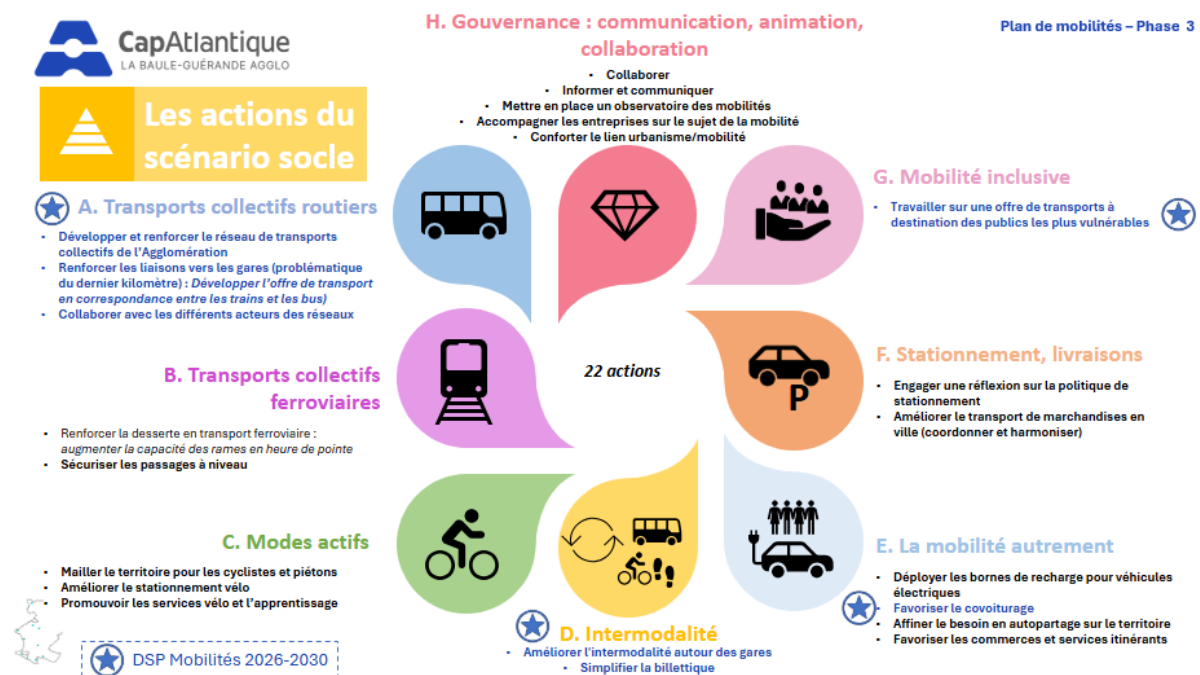 CapAtlantique
LA BAULE-GUÉRANDE AGGLO
Plan de mobilités – Phase 3
Les actions du
scénario socle
H. Gouvernance : communication, animation,
collaboration
• Collaborer
• Informer et communiquer
• Mettre en place un observatoire des mobilités
• Accompagner les entreprises sur le sujet de la mobilité
• Conforter le lien urbanisme/mobilité
A. Transports collectifs routiers
• Développer et renforcer le réseau de transports
collectifs de l'Agglomération
• Renforcer les liaisons vers les gares (problématique
du dernier kilomètre) : Développer l'offre de transport
en correspondance entre les trains et les bus)
• Collaborer avec les différents acteurs des réseaux
G. Mobilité inclusive
• Travailler sur une offre de transports à
destination des publics les plus vulnérables
B. Transports collectifs
ferroviaires
• Renforcer la desserte en transport ferroviaire :
augmenter la capacité des rames en heure de pointe
• Sécuriser les passages à niveau
22 actions
P
F. Stationnement, livraisons
• Engager une réflexion sur la politique de
stationnement
• Améliorer le transport de marchandises en
ville (coordonner et harmoniser)
C. Modes actifs
• Mailler le territoire pour les cyclistes et piétons
• Améliorer le stationnement vélo
• Promouvoir les services vélo et l'apprentissage
D. Intermodalité
• Améliorer l'intermodalité autour des gares
• Simplifier la billettique
E. La mobilité autrement
• Déployer les bornes de recharge pour véhicules
électriques
• Favoriser le covoiturage
• Affiner le besoin en autopartage sur le territoire
• Favoriser les commerces et services itinérants
DSP Mobilités 2026-2030